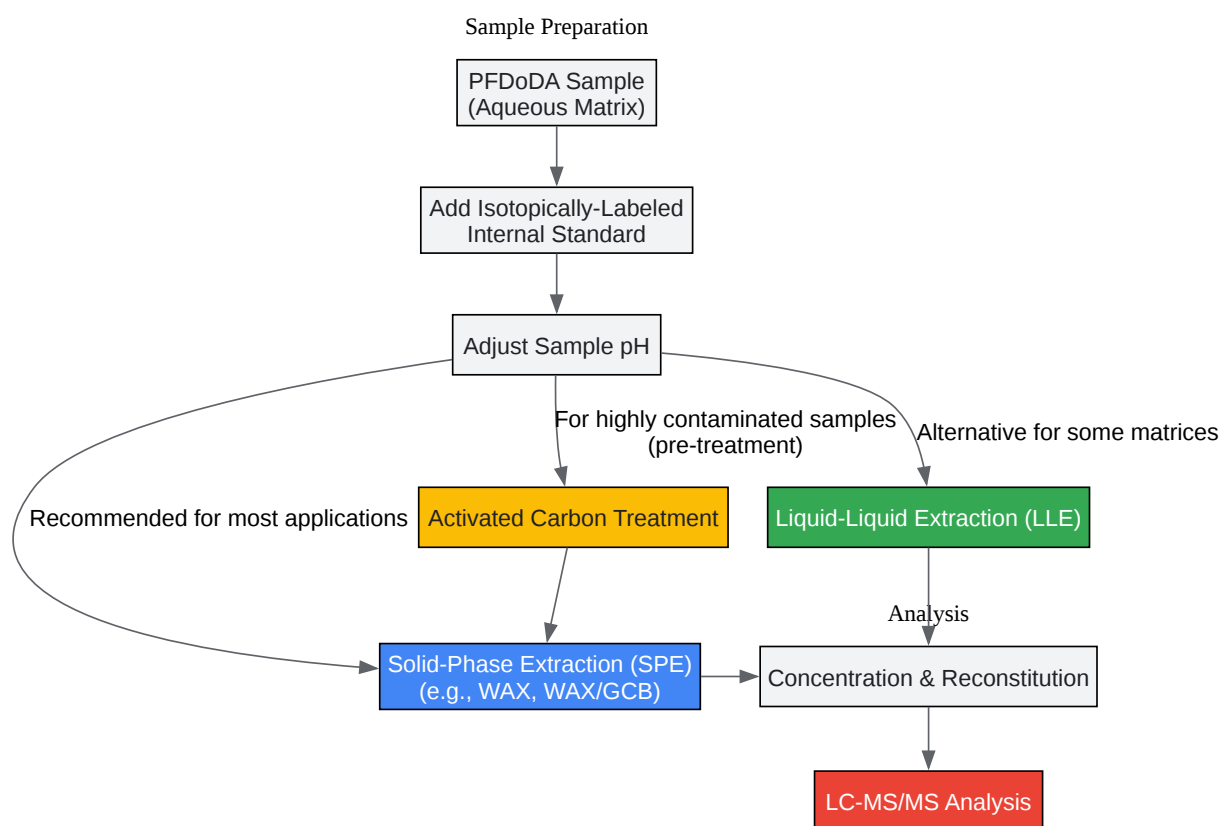 Sample Preparation
PFDoDA Sample
(Aqueous Matrix)
Add Isotopically-Labeled
Internal Standard
Adjust Sample pH
For highly contaminated samples
(pre-treatment)
Alternative for some matrices
Recommended for most applications
Activated Carbon Treatment
Liquid-Liquid Extraction (LLE)
Analysis
Solid-Phase Extraction (SPE)
(e.g., WAX, WAX/GCB)
Concentration & Reconstitution
LC-MS/MS Analysis